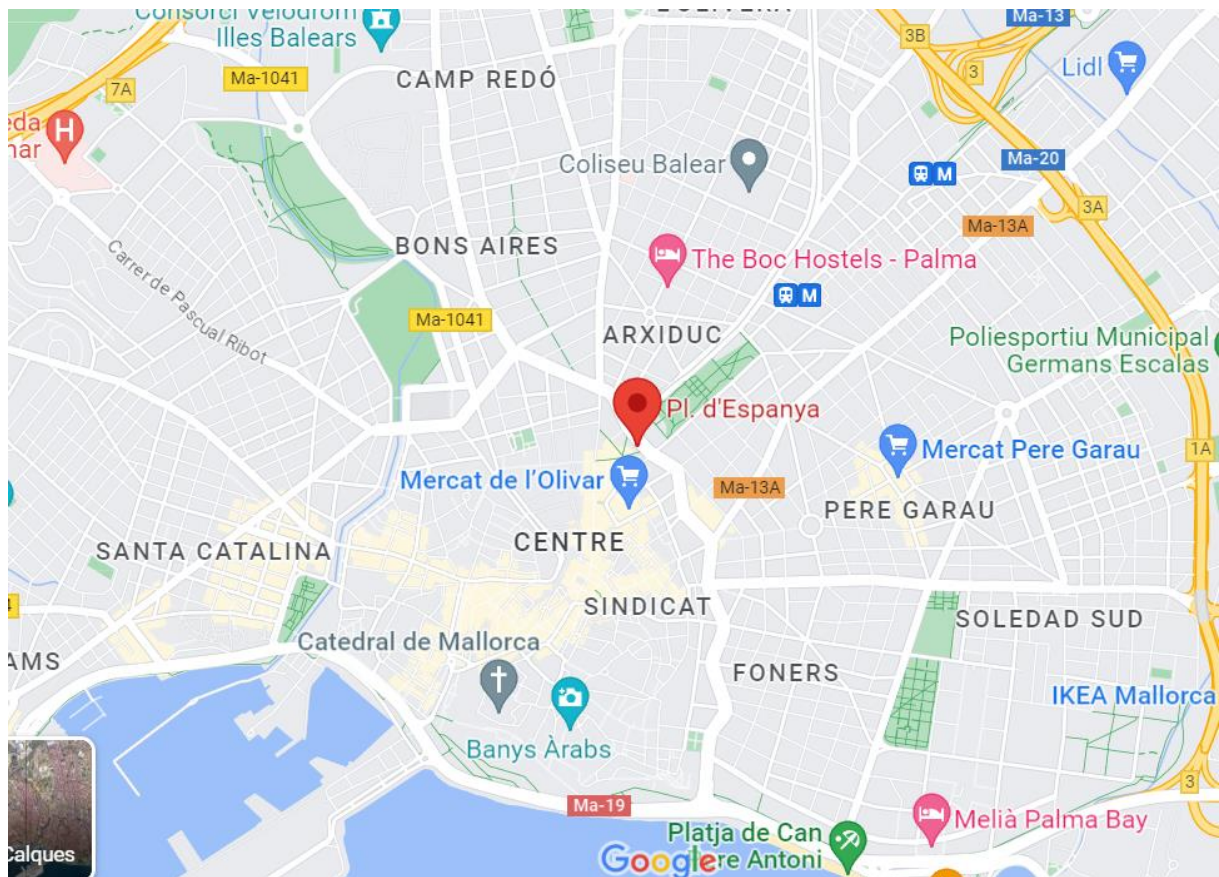 Consorci Velòdrom
Illes Balears
Ma-13
3B
Ma-1041
CAMP REDÓ
3
Lidl
7A
H
Coliseu Balear
M
Ma-20
3A
Ma-13A
BONS AIRES
The Boc Hostels - Palma
M
Carrer de Pascual Ribot
Ma-1041
ARXIDUC
Poliesportiu Municipal
Germans Escalas
Pl. d'Espanya
Mercat Pere Garau
1A
Mercat de l'Olivar
Ma-13A
PERE GARAU
SANTA CATALINA
CENTRE
SINDICAT
SOLEDAD SUD
Catedral de Mallorca
FONERS
IKEA Mallorca
Banys Àrabs
3
Ma-19
Melià Palma Bay
Platja de Can
Pere Antoni
Google
Calques